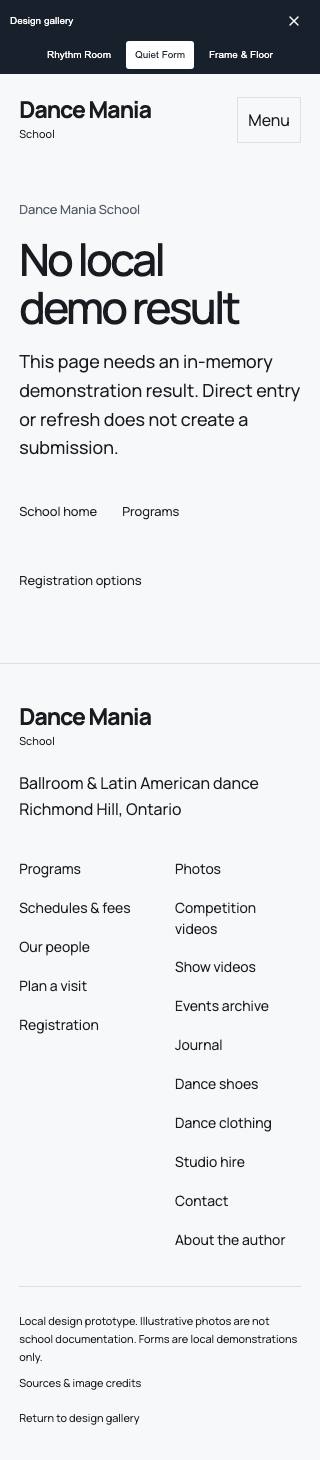 Design gallery ×
Rhythm Room Quiet Form Frame & Floor
Dance Mania
School
Menu
Dance Mania School
No local
demo result
This page needs an in-memory
demonstration result. Direct entry
or refresh does not create a
submission.
School home Programs
Registration options
Dance Mania
School
Ballroom & Latin American dance
Richmond Hill, Ontario
Programs
Schedules & fees
Our people
Plan a visit
Registration
Photos
Competition
videos
Show videos
Events archive
Journal
Dance shoes
Dance clothing
Studio hire
Contact
About the author
Local design prototype. Illustrative photos are not
school documentation. Forms are local demonstrations
only.
Sources & image credits
Return to design gallery